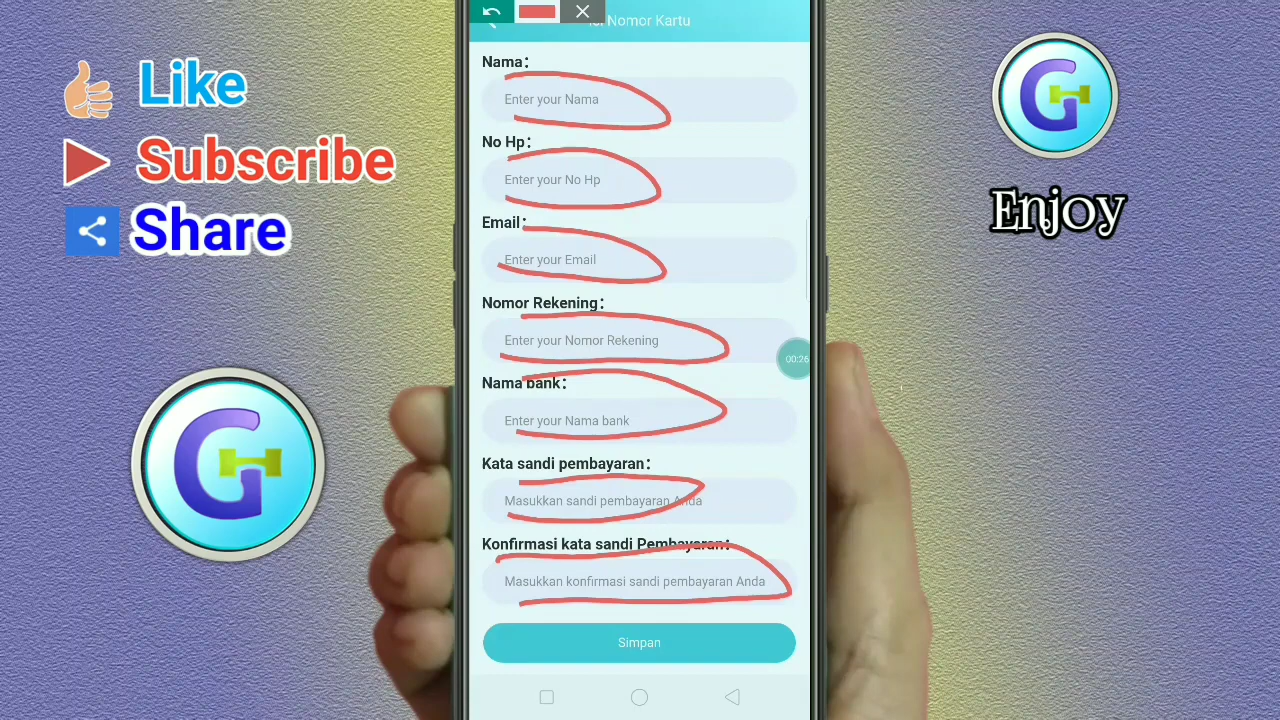 Like
Subscribe
Share
Enjoy
G
G
Nomor Kartu
Nama:
Enter your Nama
No Hp:
Enter your No Hp
Email:
Enter your Email
Nomor Rekening:
Enter your Nomor Rekening
00:26
Nama bank:
Enter your Nama bank
Kata sandi pembayaran:
Masukkan sandi pembayaran Anda
Konfirmasi kata sandi Pembayaran:
Masukkan konfirmasi sandi pembayaran Anda
Simpan